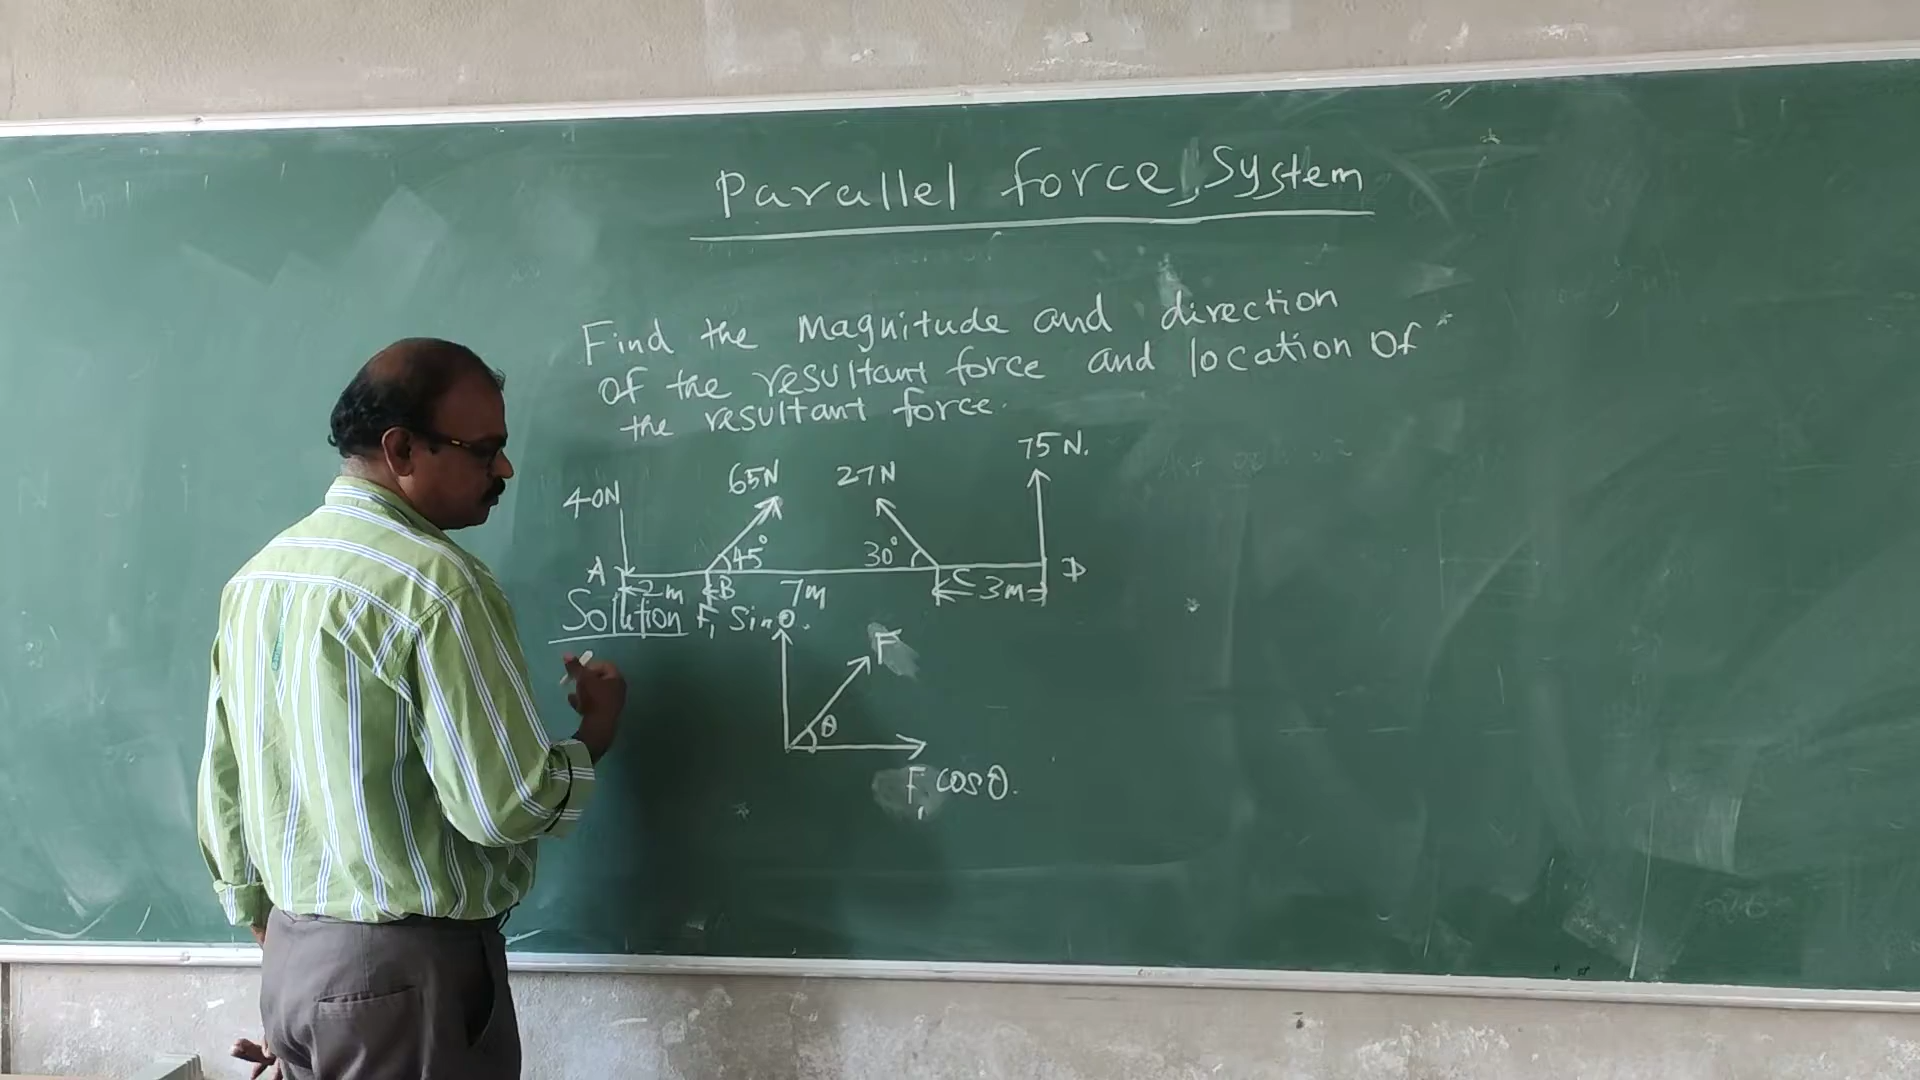 Parallel force, System
Find the Magnitude and direction
of the resultant force and location of
the resultant force.
75 N.
40N 65N 27N
45° 30°
A B C D
2m 7m 3m
Solution F₁ Sinθ.
F
θ
F₁ cosθ.